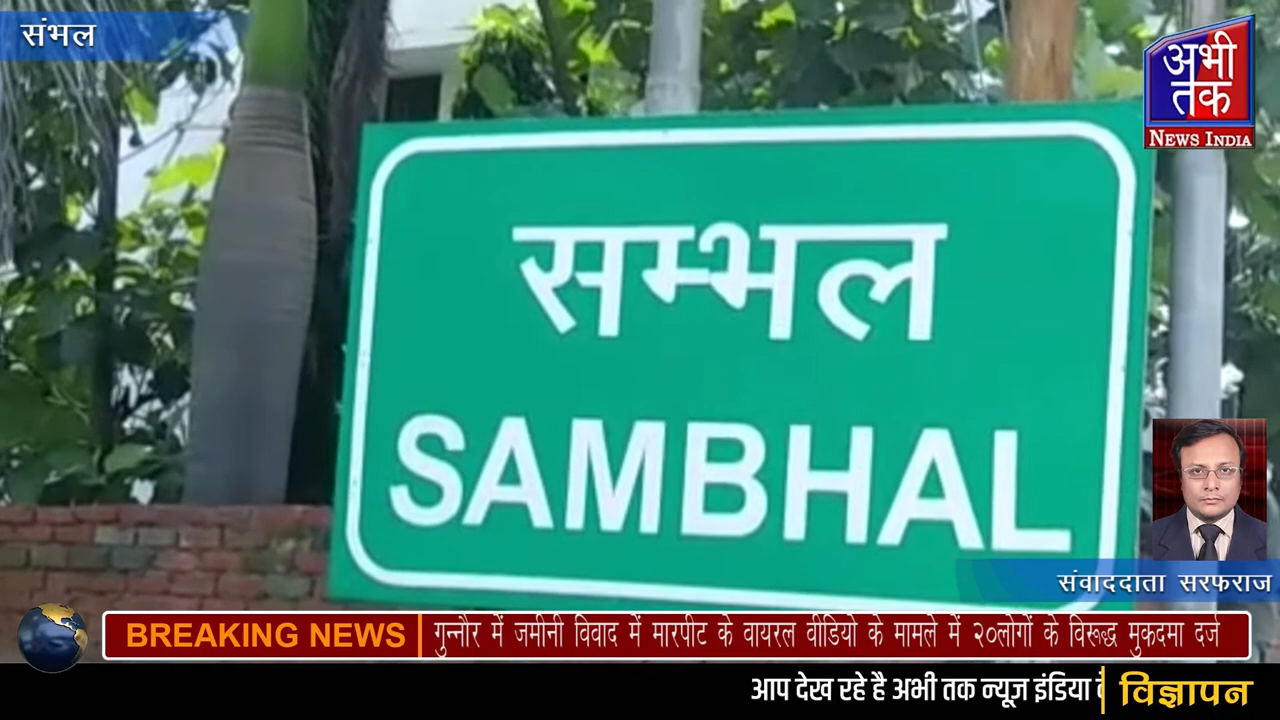 संभल
अभी
तक
NEWS INDIA
सम्भल
SAMBHAL
संवाददाता सरफराज
BREAKING NEWS
गुन्नौर में जमीनी विवाद में मारपीट के वायरल वीडियो के मामले में २०लोगों के विरूद्ध मुकदमा दर्ज
आप देख रहे है अभी तक न्यूज़ इंडिया
विज्ञापन